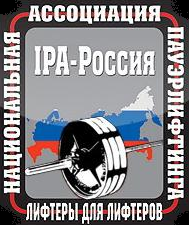 НАЦИОНАЛЬНАЯ
АССОЦИАЦИЯ
ПАУЭРЛИФТИНГА
IPA-Россия
ЛИФТЕРЫ ДЛЯ ЛИФТЕРОВ